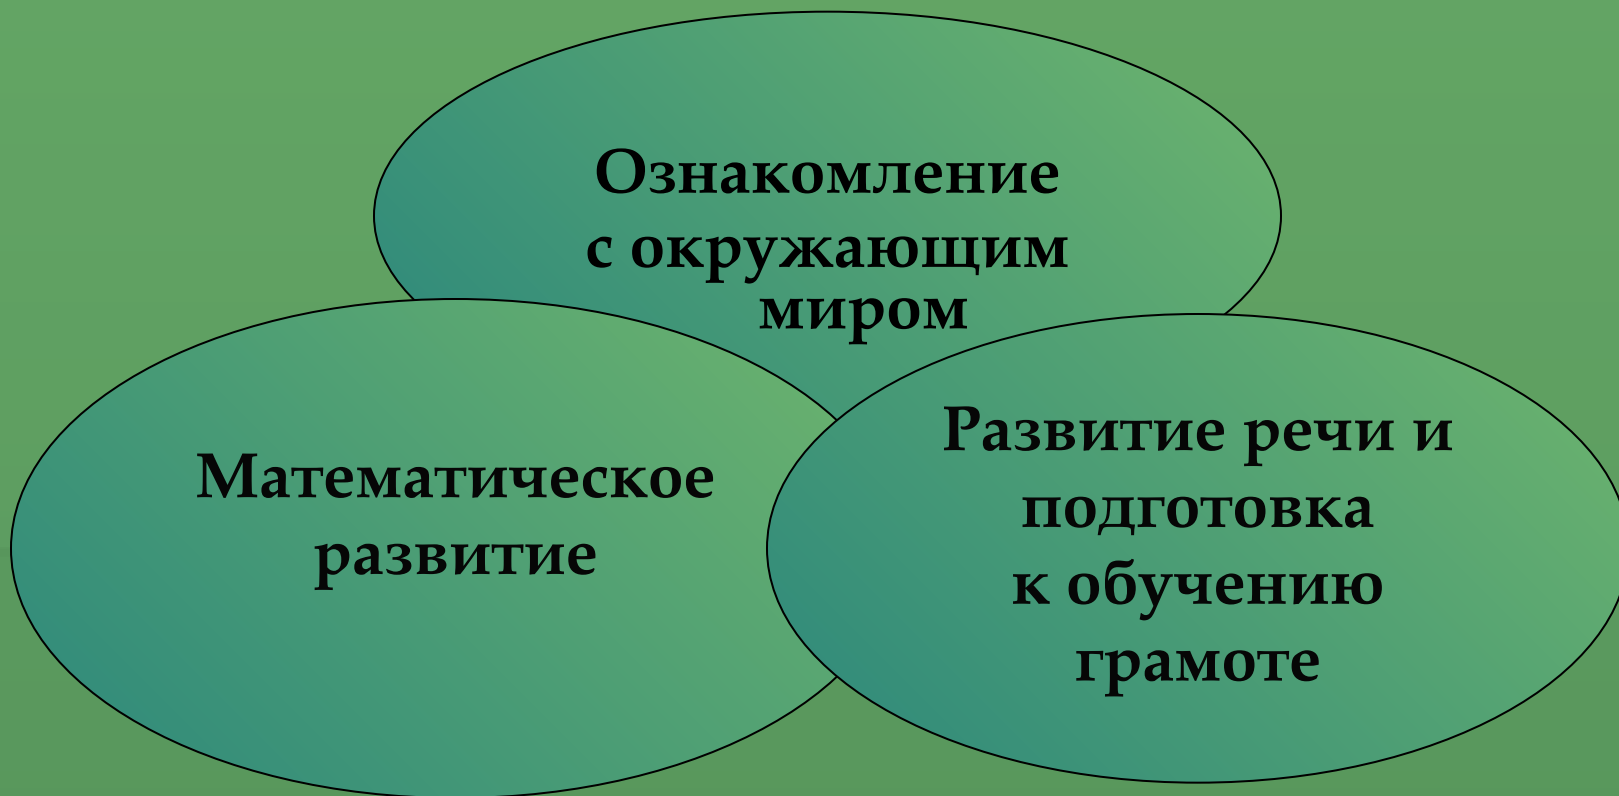 Ознакомление
с окружающим
миром
Математическое
развитие
Развитие речи и
подготовка
к обучению
грамоте